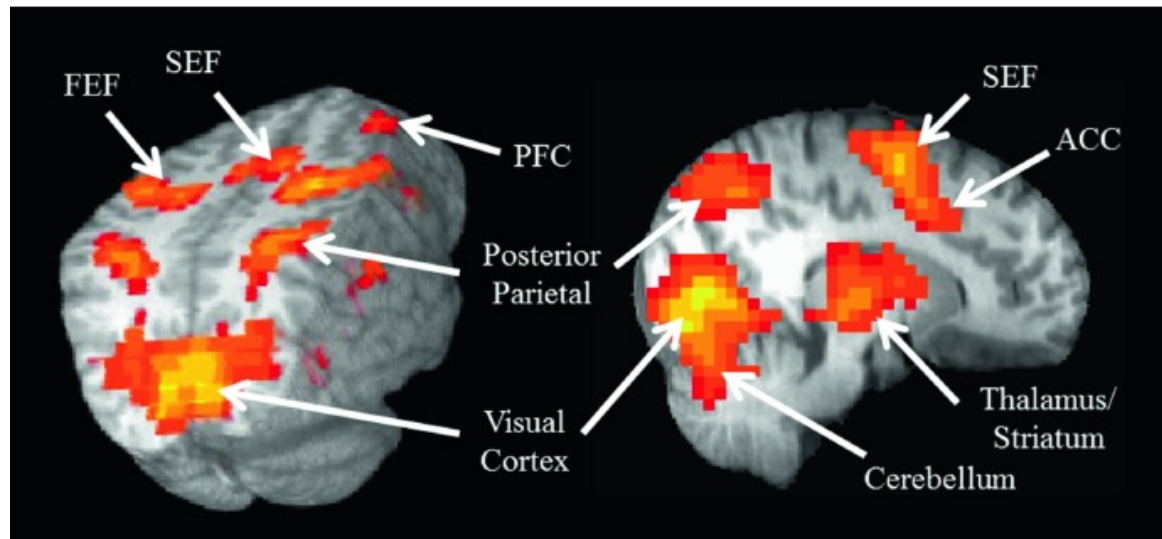 SEF
FEF
PFC
Posterior
Parietal
Visual
Cortex
SEF
ACC
Thalamus/
Striatum
Cerebellum